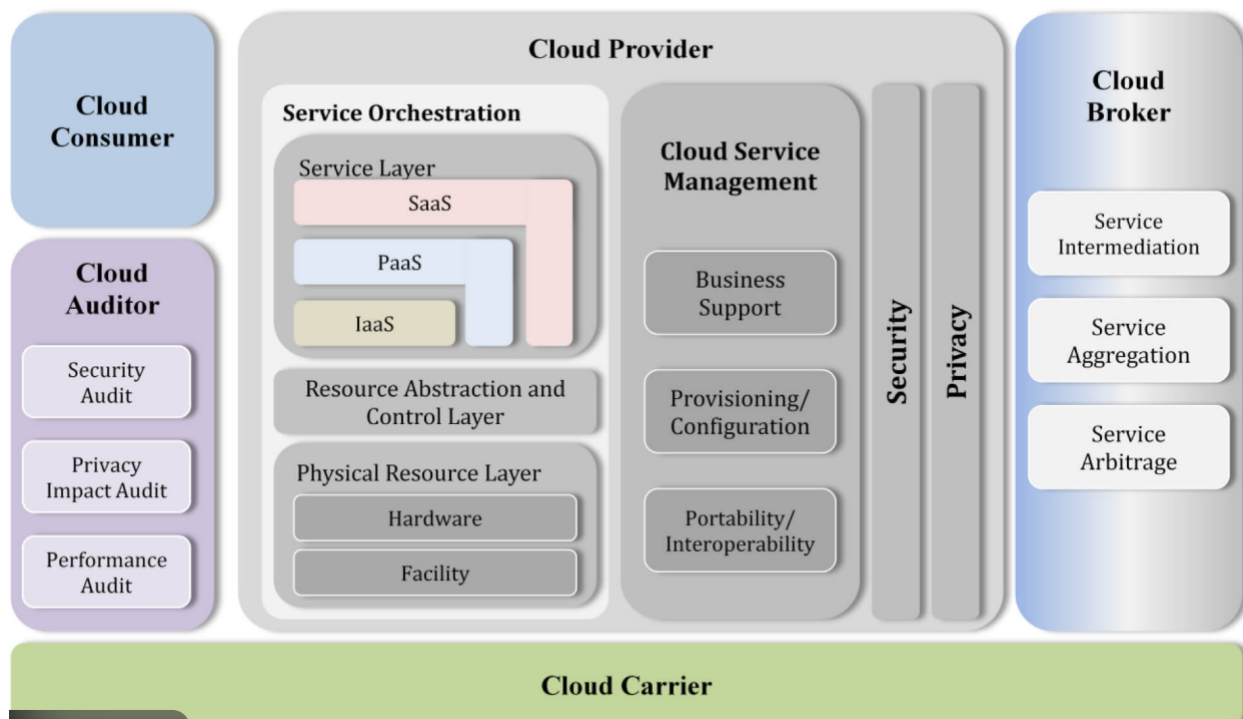 Cloud
Consumer
Cloud
Auditor
Security
Audit
Privacy
Impact Audit
Performance
Audit
Cloud Provider
Service Orchestration
Service Layer
SaaS
PaaS
IaaS
Resource Abstraction and
Control Layer
Physical Resource Layer
Hardware
Facility
Cloud Service
Management
Business
Support
Provisioning/
Configuration
Portability/
Interoperability
Security
Privacy
Cloud
Broker
Service
Intermediation
Service
Aggregation
Service
Arbitrage
Cloud Carrier